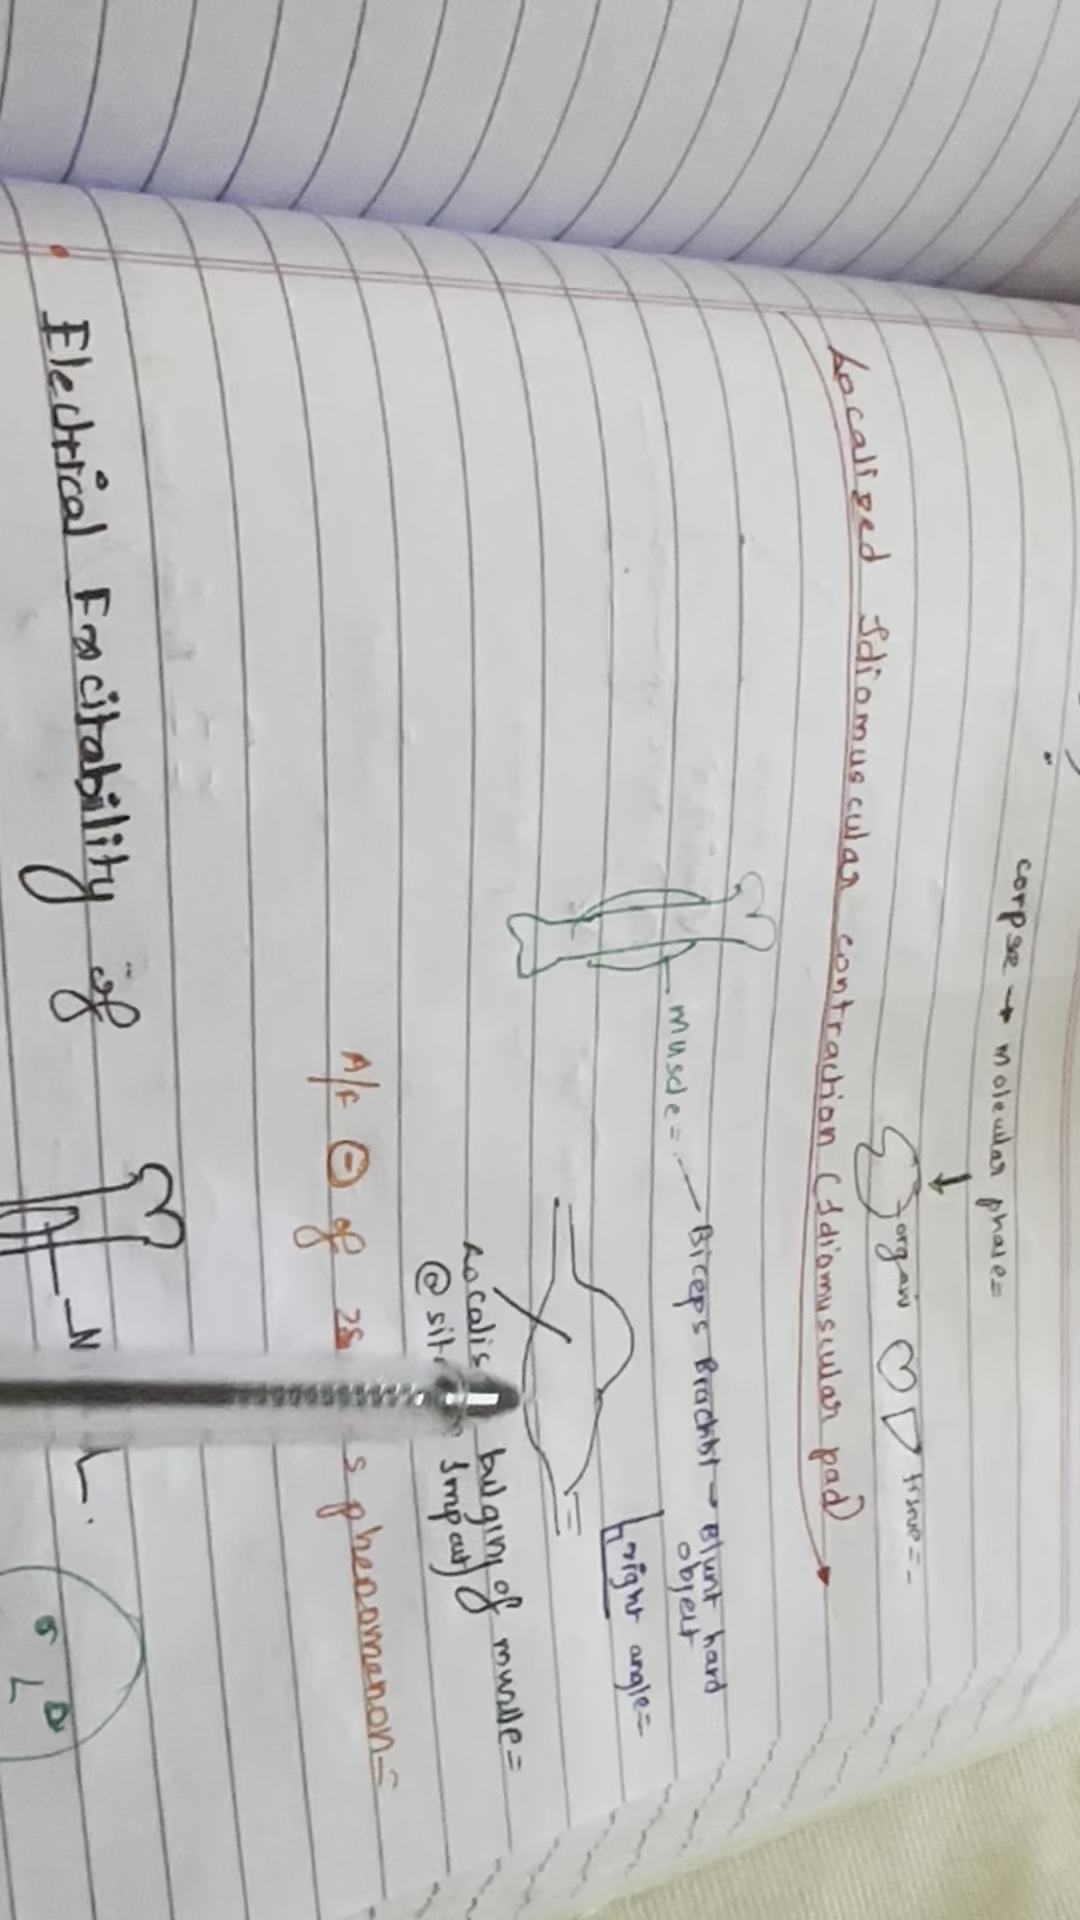 corpse → molecular phase =
↓
organ tissue = -
Localized Idiomuscular contraction (Idiomuscular pad)
muscle = Biceps Brachii → Blunt hard
object
right angle =
Localis bulging of muscle =
@ sit Impact)
A/F ⊖ of s phenomenon =
Electrical Excitability of
N